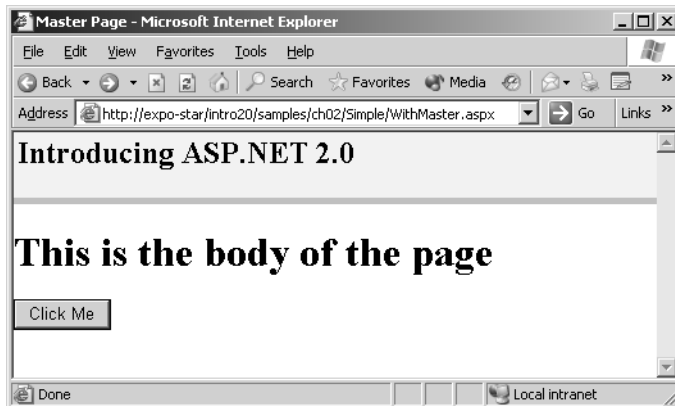 Master Page - Microsoft Internet Explorer
File Edit View Favorites Tools Help
Back Search Favorites Media »
Address http://expo-star/intro20/samples/ch02/Simple/WithMaster.aspx Go Links »
Introducing ASP.NET 2.0
This is the body of the page
Click Me
Done Local intranet